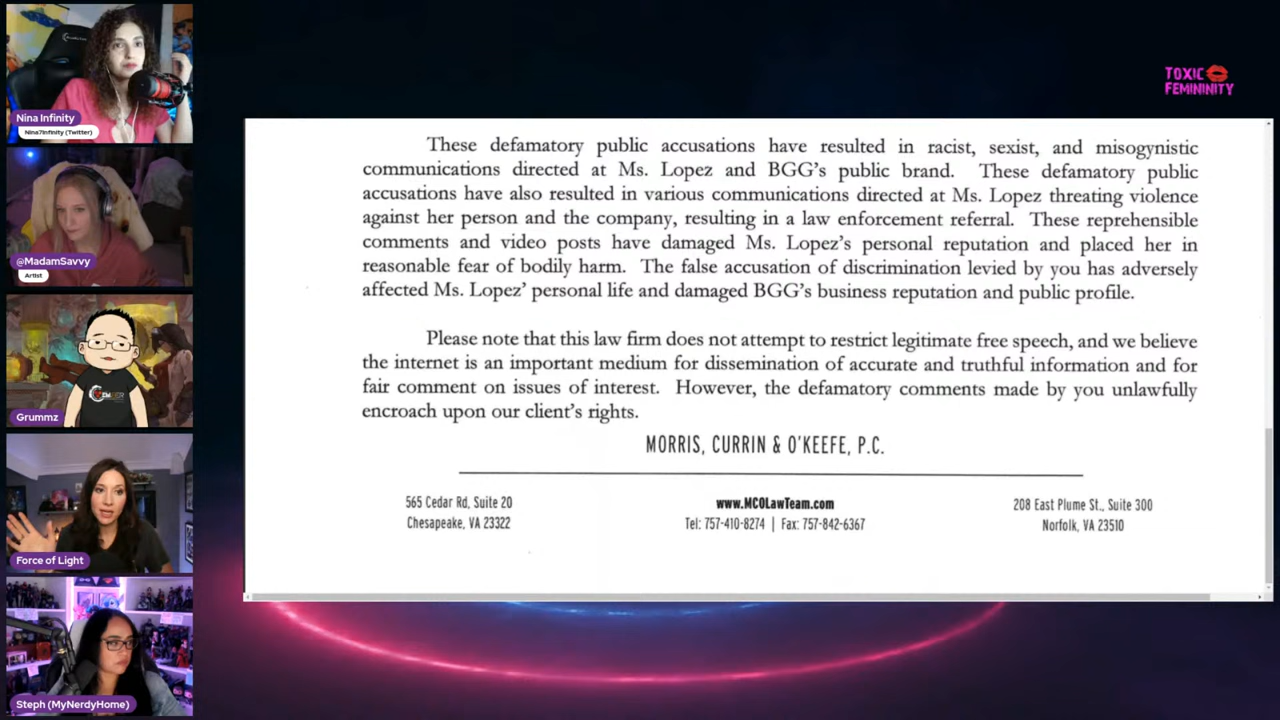 Nina Infinity
Nina7Infinity (Twitter)
@MadamSavvy
Artist
Grummz
Force of Light
Steph (MyNerdyHome)
TOXIC
FEMININITY
These defamatory public accusations have resulted in racist, sexist, and misogynistic
communications directed at Ms. Lopez and BGG's public brand. These defamatory public
accusations have also resulted in various communications directed at Ms. Lopez threating violence
against her person and the company, resulting in a law enforcement referral. These reprehensible
comments and video posts have damaged Ms. Lopez's personal reputation and placed her in
reasonable fear of bodily harm. The false accusation of discrimination levied by you has adversely
affected Ms. Lopez' personal life and damaged BGG's business reputation and public profile.
Please note that this law firm does not attempt to restrict legitimate free speech, and we believe
the internet is an important medium for dissemination of accurate and truthful information and for
fair comment on issues of interest. However, the defamatory comments made by you unlawfully
encroach upon our client's rights.
MORRIS, CURRIN & O'KEEFE, P.C.
565 Cedar Rd, Suite 20
Chesapeake, VA 23322
www.MCOLawTeam.com
Tel: 757-410-8274 | Fax: 757-842-6367
208 East Plume St., Suite 300
Norfolk, VA 23510